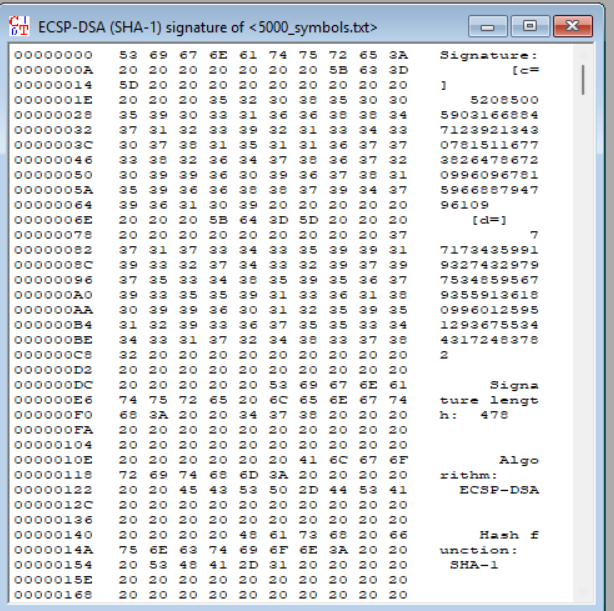 ECSP-DSA (SHA-1) signature of <5000_symbols.txt>
00000000 53 69 67 6E 61 74 75 72 65 3A Signature:
0000000A 20 20 20 20 20 20 20 5B 63 3D [c=
00000014 5D 20 20 20 20 20 20 20 20 20 ]
0000001E 20 20 20 35 32 30 38 35 30 30 5208500
00000028 35 39 30 33 31 36 36 38 38 34 5903166884
00000032 37 31 32 33 39 32 31 33 34 33 7123921343
0000003C 30 37 38 31 35 31 31 36 37 37 0781511677
00000046 33 38 32 36 34 37 38 36 37 32 3826478672
00000050 30 39 39 36 30 39 36 37 38 31 0996096781
0000005A 35 39 36 36 38 38 37 39 34 37 5966887947
00000064 39 36 31 30 39 20 20 20 20 20 96109
0000006E 20 20 20 5B 64 3D 5D 20 20 20 [d=]
00000078 20 20 20 20 20 20 20 20 20 37 7
00000082 37 31 37 33 34 33 35 39 39 31 7173435991
0000008C 39 33 32 37 34 33 32 39 37 39 9327432979
00000096 37 35 33 34 38 35 39 35 36 37 7534859567
000000A0 39 33 35 35 39 31 33 36 31 38 9355913618
000000AA 30 39 39 36 30 31 32 35 39 35 0996012595
000000B4 31 32 39 33 36 37 35 35 33 34 1293675534
000000BE 34 33 31 37 32 34 38 33 37 38 4317248378
000000C8 32 20 20 20 20 20 20 20 20 20 2
000000D2 20 20 20 20 20 20 20 20 20 20
000000DC 20 20 20 20 20 53 69 67 6E 61 Signa
000000E6 74 75 72 65 20 6C 65 6E 67 74 ture lengt
000000F0 68 3A 20 20 34 37 38 20 20 20 h: 478
000000FA 20 20 20 20 20 20 20 20 20 20
00000104 20 20 20 20 20 20 20 20 20 20
0000010E 20 20 20 20 20 20 41 6C 67 6F Algo
00000118 72 69 74 68 6D 3A 20 20 20 20 rithm:
00000122 20 20 45 43 53 50 2D 44 53 41 ECSP-DSA
0000012C 20 20 20 20 20 20 20 20 20 20
00000136 20 20 20 20 20 20 20 20 20 20
00000140 20 20 20 20 48 61 73 68 20 66 Hash f
0000014A 75 6E 63 74 69 6F 6E 3A 20 20 unction:
00000154 20 53 48 41 2D 31 20 20 20 20 SHA-1
0000015E 20 20 20 20 20 20 20 20 20 20
00000168 20 20 20 20 20 20 20 20 20 20